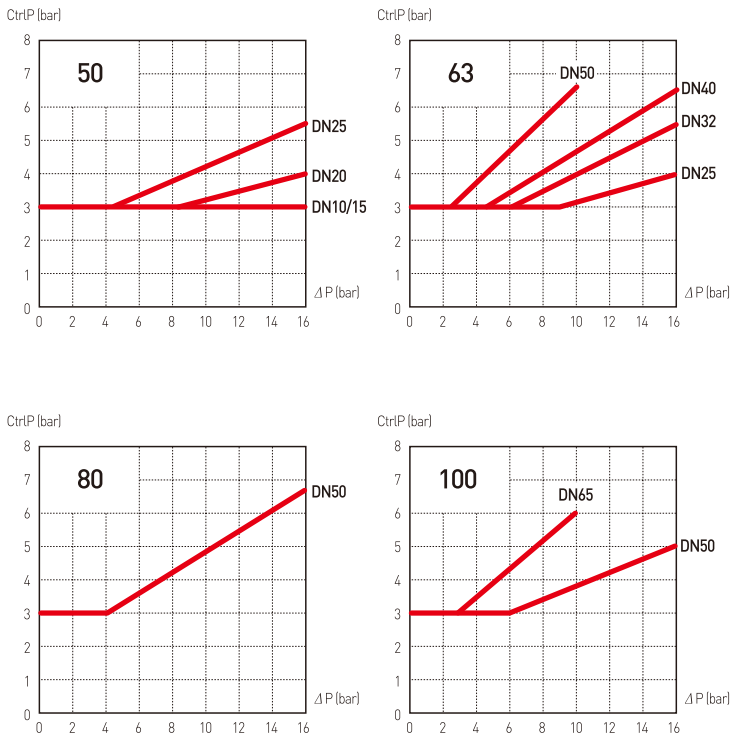 CtrlP (bar) CtrlP (bar)
8 8
7 50 7 63 DN50
6 6 DN40
5 DN25 5 DN32
4 DN20 4 DN25
3 DN10/15 3
2 2
1 ΔP (bar) 1 ΔP (bar)
0 0
0 2 4 6 8 10 12 14 16 0 2 4 6 8 10 12 14 16
CtrlP (bar) CtrlP (bar)
8 8
7 80 DN50 7 100 DN65
6 6
5 5 DN50
4 4
3 3
2 2
1 ΔP (bar) 1 ΔP (bar)
0 0
0 2 4 6 8 10 12 14 16 0 2 4 6 8 10 12 14 16